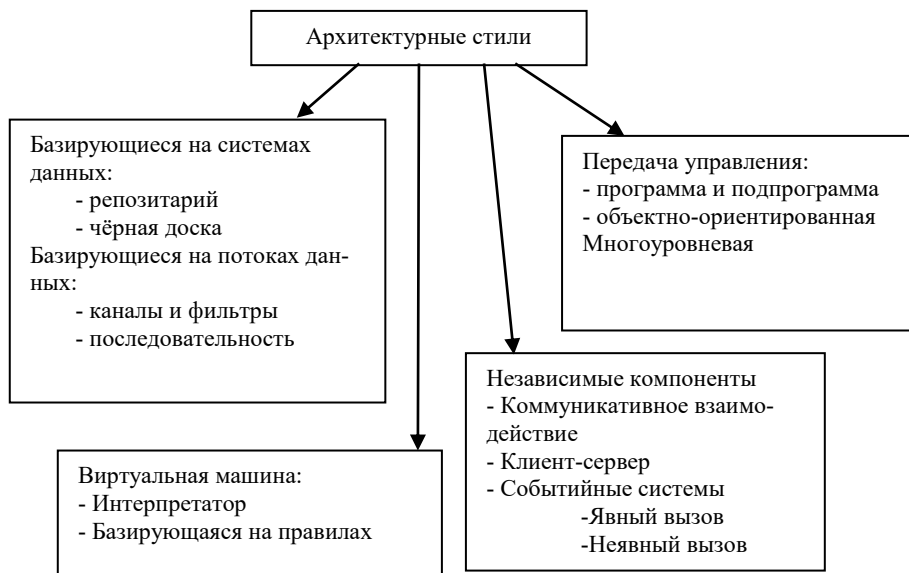 Архитектурные стили
Базирующиеся на системах
данных:
- репозитарий
- чёрная доска
Базирующиеся на потоках дан-
ных:
- каналы и фильтры
- последовательность
Передача управления:
- программа и подпрограмма
- объектно-ориентированная
Многоуровневая
Независимые компоненты
- Коммуникативное взаимо-
действие
- Клиент-сервер
- Событийные системы
-Явный вызов
-Неявный вызов
Виртуальная машина:
- Интерпретатор
- Базирующаяся на правилах